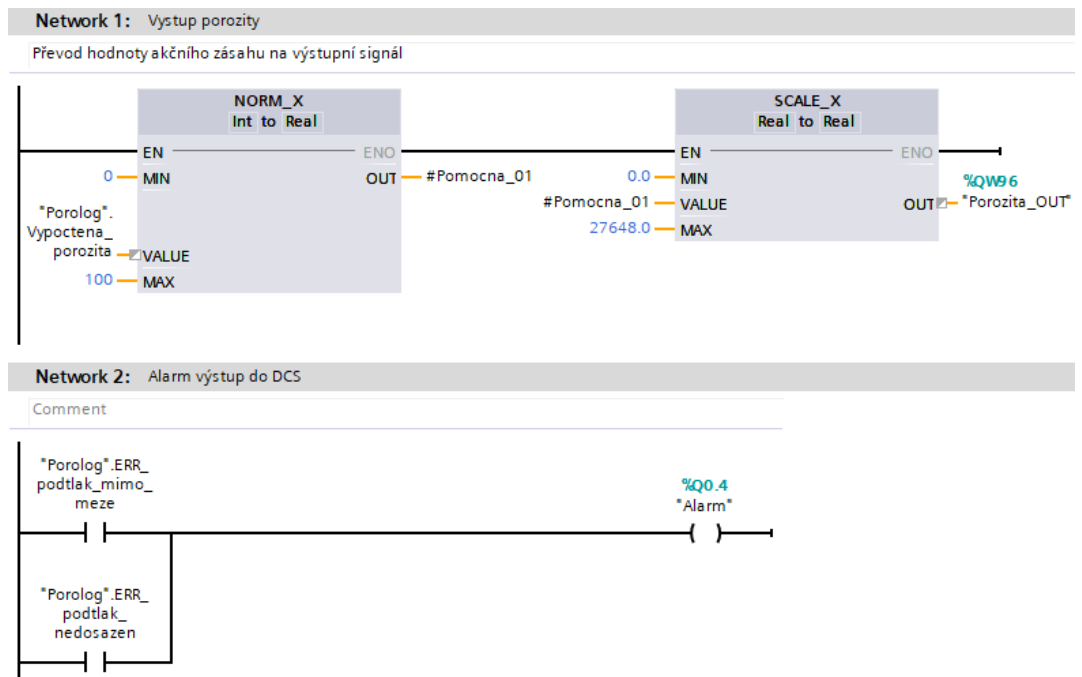 Network 1: Vystup porozity
Převod hodnoty akčního zásahu na výstupní signál
NORM_X
Int to Real
EN
ENO
0
MIN
OUT
#Pomocna_01
"Porolog".
Vypoctena_
porozita
VALUE
100
MAX
SCALE_X
Real to Real
EN
ENO
0.0
MIN
#Pomocna_01
VALUE
27648.0
MAX
OUT
%QW96
"Porozita_OUT"
Network 2: Alarm výstup do DCS
Comment
"Porolog".ERR_
podtlak_mimo_
meze
%Q0.4
"Alarm"
"Porolog".ERR_
podtlak_
nedosazen